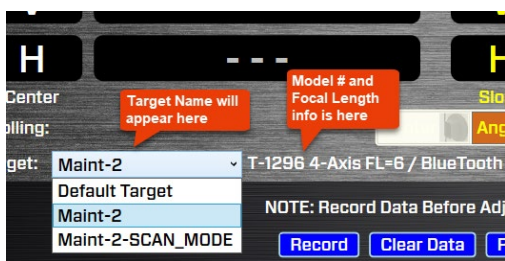 H
- - -
H
Center
Target Name will
appear here
Model # and
Focal Length
info is here
Slo
olling:
Ang
get: Maint-2 T-1296 4-Axis FL=6 / BlueTooth
Default Target
Maint-2
Maint-2-SCAN_MODE
NOTE: Record Data Before Adj
Record Clear Data